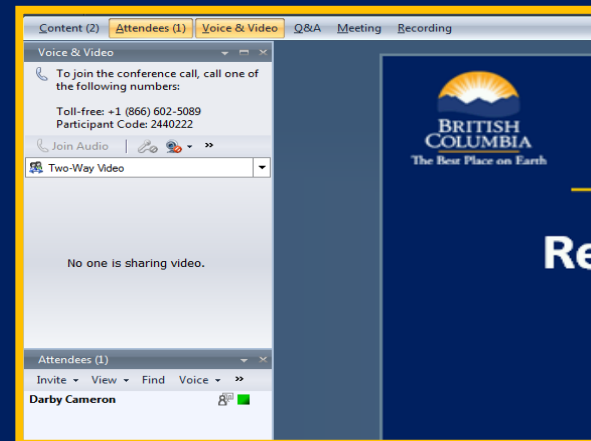 Content (2) Attendees (1) Voice & Video Q&A Meeting Recording
Voice & Video
To join the conference call, call one of
the following numbers:
Toll-free: +1 (866) 602-5089
Participant Code: 2440222
Join Audio
Two-Way Video
No one is sharing video.
Attendees (1)
Invite View Find Voice
Darby Cameron
BRITISH
COLUMBIA
The Best Place on Earth
Re